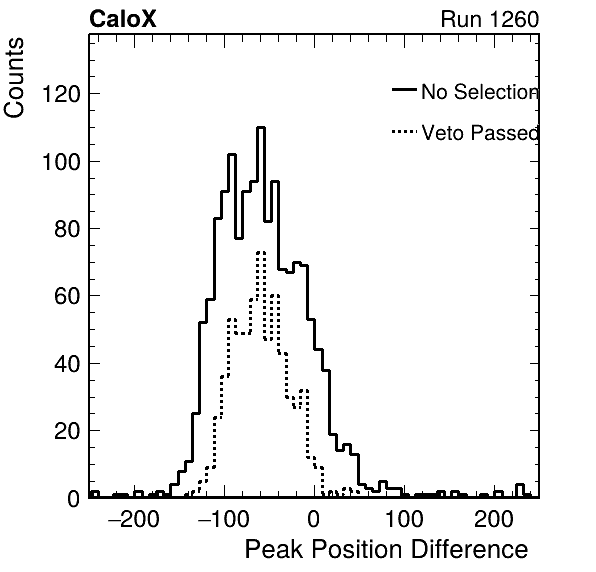 CaloX Run 1260
Counts
No Selection
Veto Passed
120
100
80
60
40
20
0
−200 −100 0 100 200
Peak Position Difference